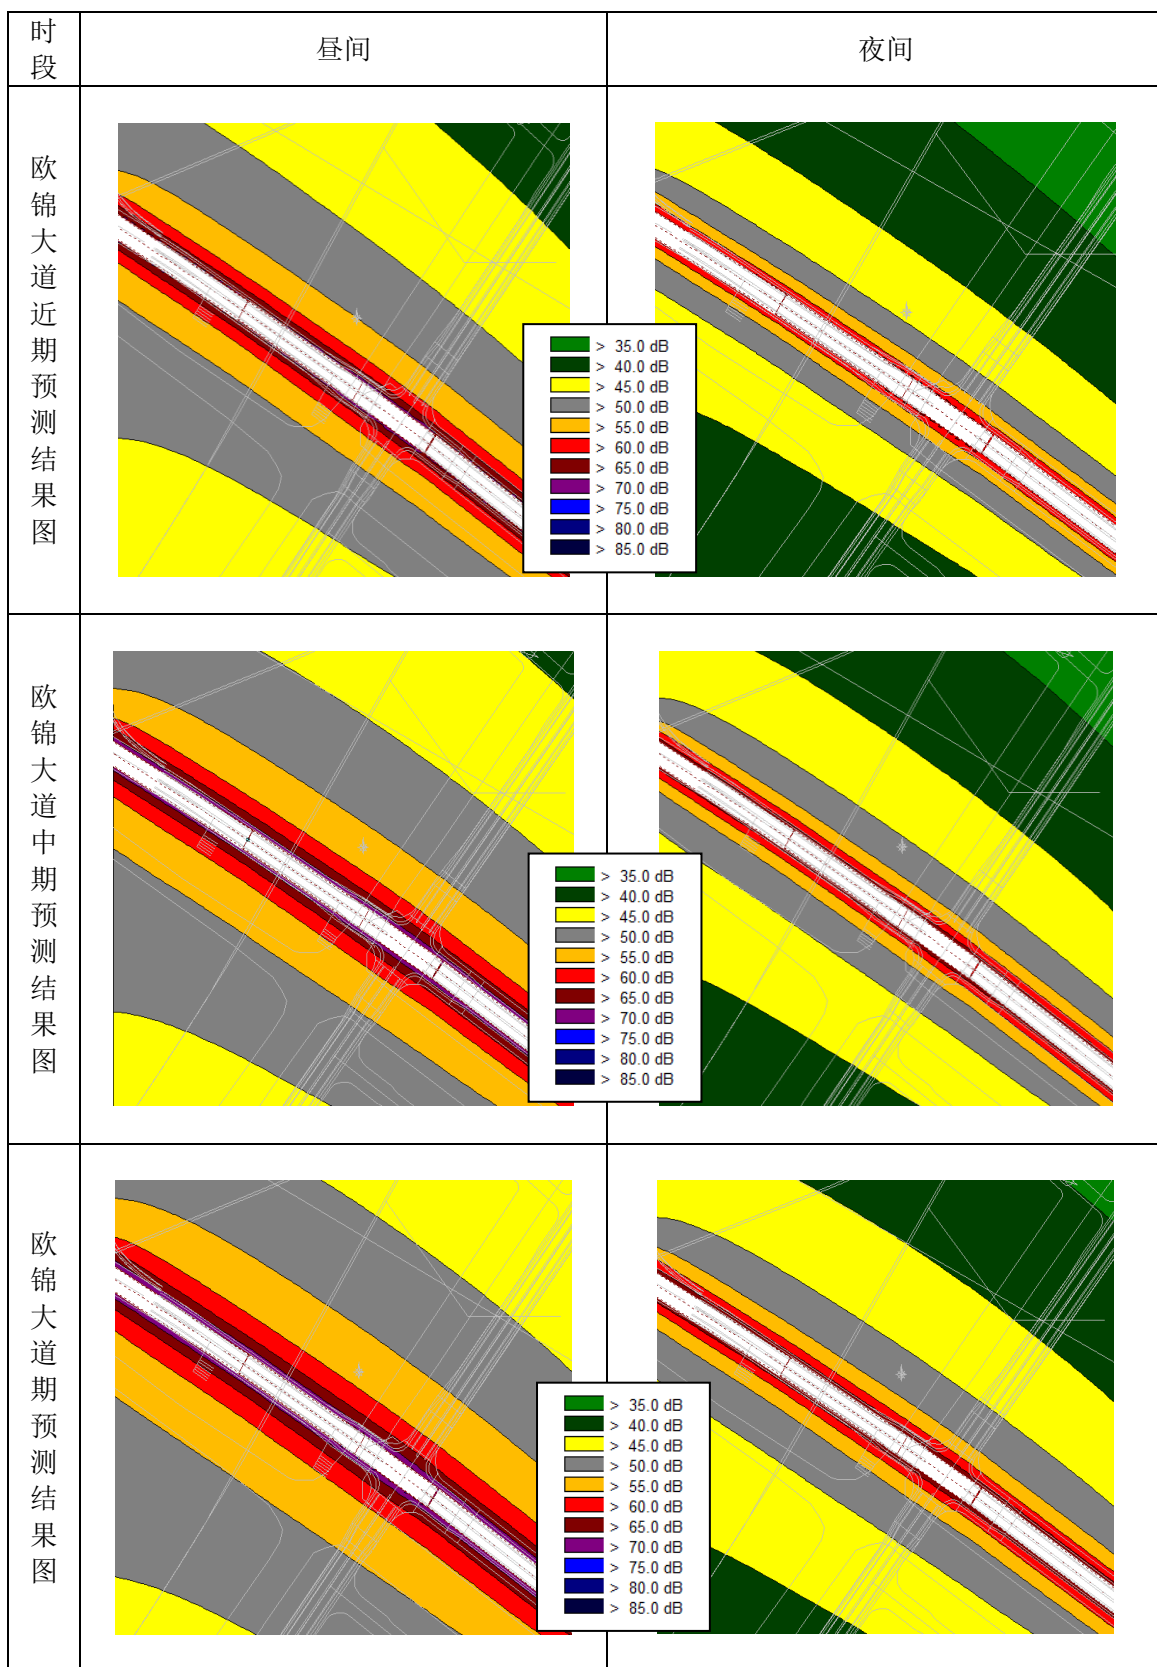 时段
昼间
夜间
欧锦大道近期预测结果图
> 35.0 dB
> 40.0 dB
> 45.0 dB
> 50.0 dB
> 55.0 dB
> 60.0 dB
> 65.0 dB
> 70.0 dB
> 75.0 dB
> 80.0 dB
> 85.0 dB
欧锦大道中期预测结果图
> 35.0 dB
> 40.0 dB
> 45.0 dB
> 50.0 dB
> 55.0 dB
> 60.0 dB
> 65.0 dB
> 70.0 dB
> 75.0 dB
> 80.0 dB
> 85.0 dB
欧锦大道期预测结果图
> 35.0 dB
> 40.0 dB
> 45.0 dB
> 50.0 dB
> 55.0 dB
> 60.0 dB
> 65.0 dB
> 70.0 dB
> 75.0 dB
> 80.0 dB
> 85.0 dB